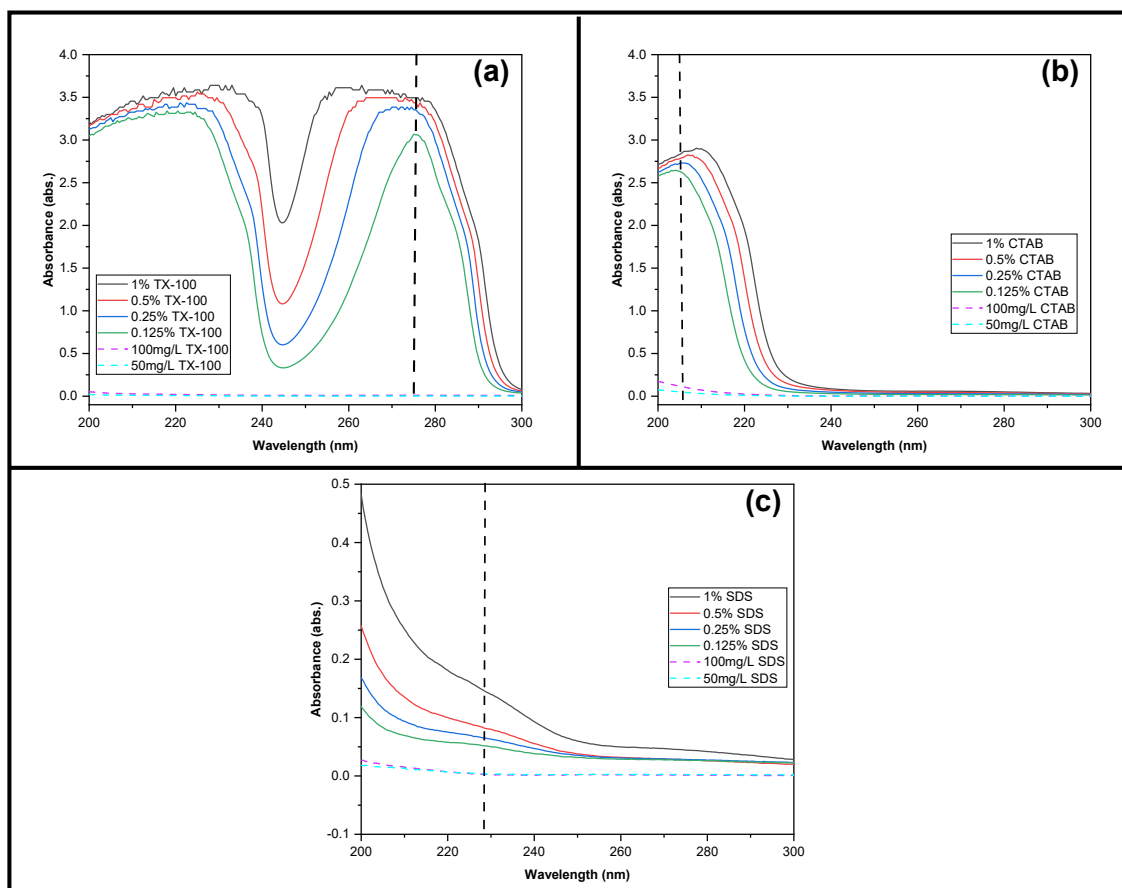 (a)
4.0
3.5
3.0
2.5
2.0
1.5
1.0
0.5
0.0
Absorbance (abs.)
1% TX-100
0.5% TX-100
0.25% TX-100
0.125% TX-100
100mg/L TX-100
50mg/L TX-100
200 220 240 260 280 300
Wavelength (nm)
(b)
4.0
3.5
3.0
2.5
2.0
1.5
1.0
0.5
0.0
Absorbance (abs.)
1% CTAB
0.5% CTAB
0.25% CTAB
0.125% CTAB
100mg/L CTAB
50mg/L CTAB
200 220 240 260 280 300
Wavelength (nm)
(c)
0.5
0.4
0.3
0.2
0.1
0.0
-0.1
Absorbance (abs.)
1% SDS
0.5% SDS
0.25% SDS
0.125% SDS
100mg/L SDS
50mg/L SDS
200 220 240 260 280 300
Wavelength (nm)